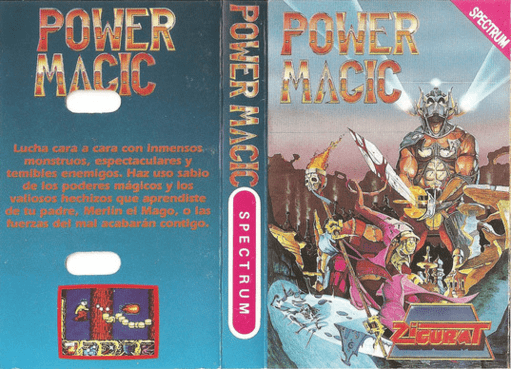 POWER
MAGIC
Lucha cara a cara con inmensos
monstruos, espectaculares y
temibles enemigos. Haz uso sabio
de los poderes mágicos y los
valiosos hechizos que aprendiste
de tu padre, Merlín el Mago, o las
fuerzas del mal acabarán contigo.
POWER MAGIC
SPECTRUM
POWER
MAGIC
SPECTRUM
ZIGURAT